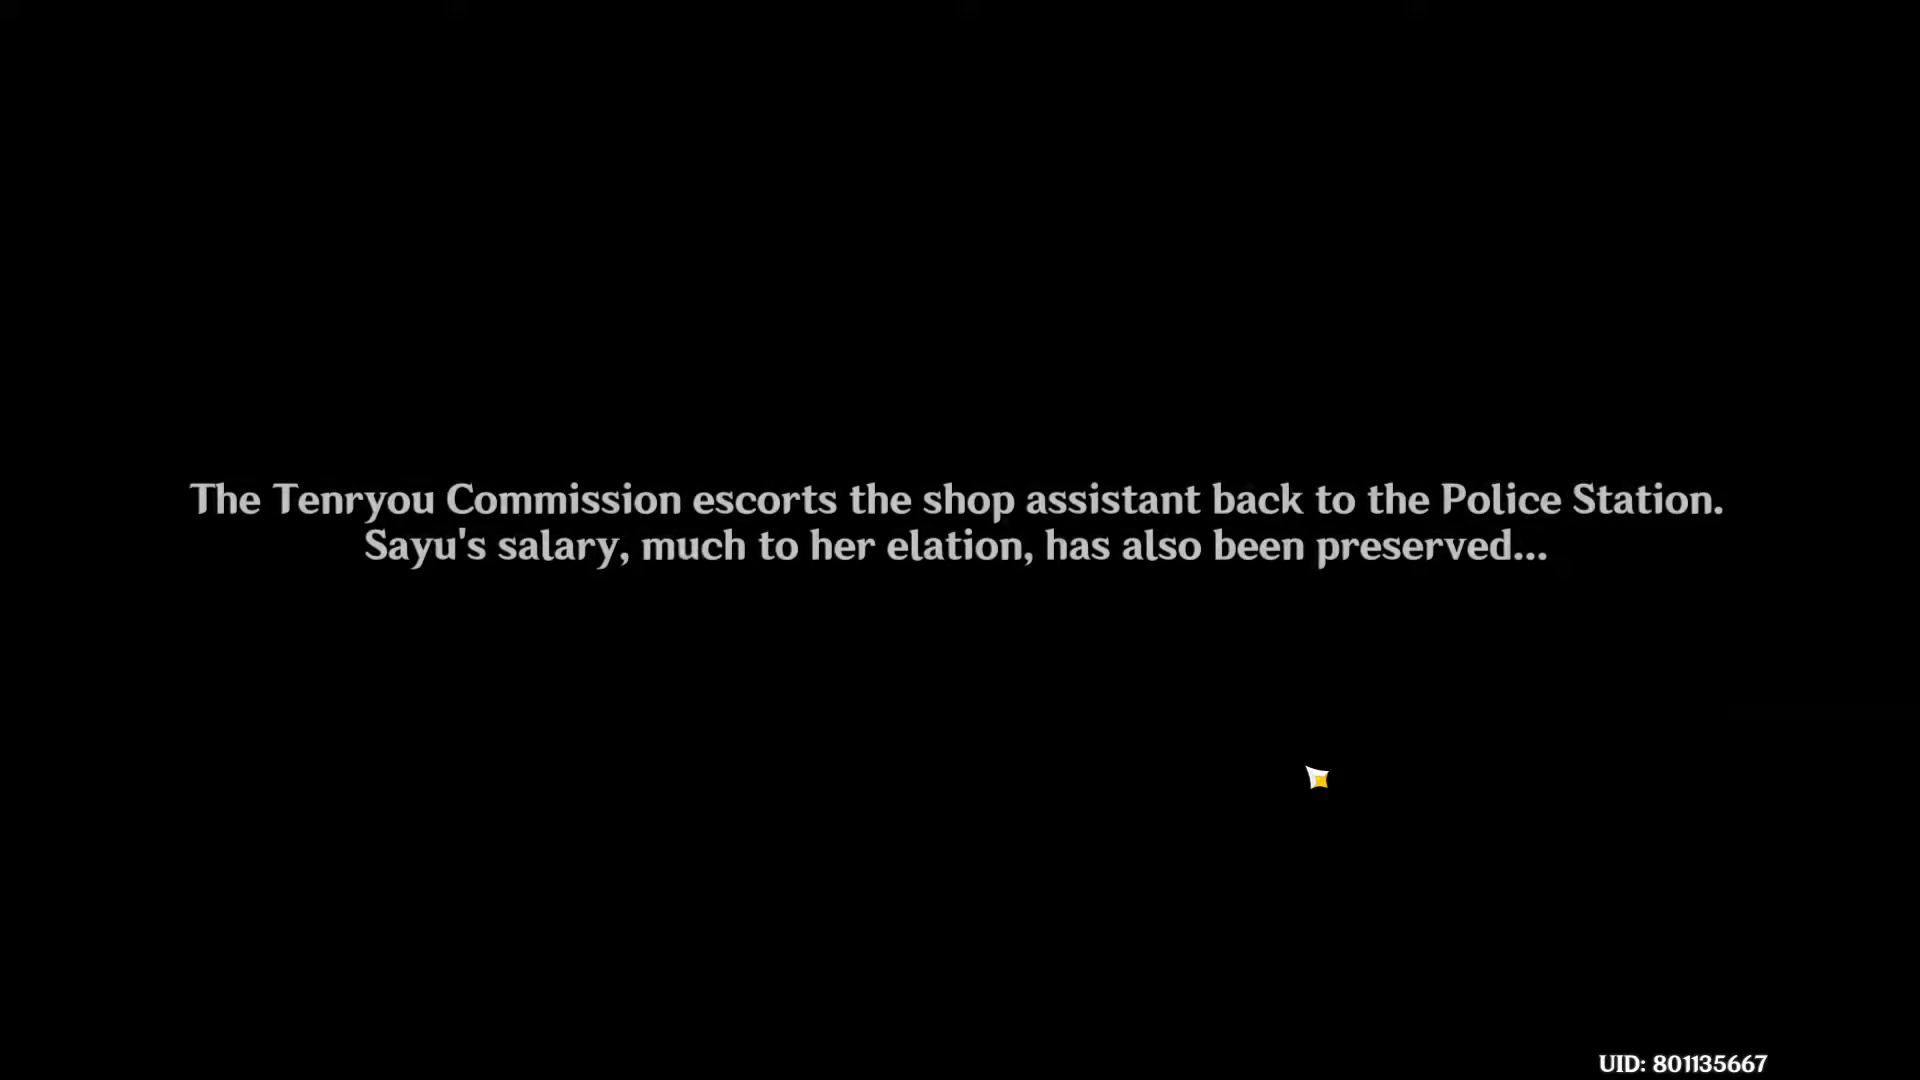 The Tenryou Commission escorts the shop assistant back to the Police Station.
Sayu's salary, much to her elation, has also been preserved...
UID: 801135667